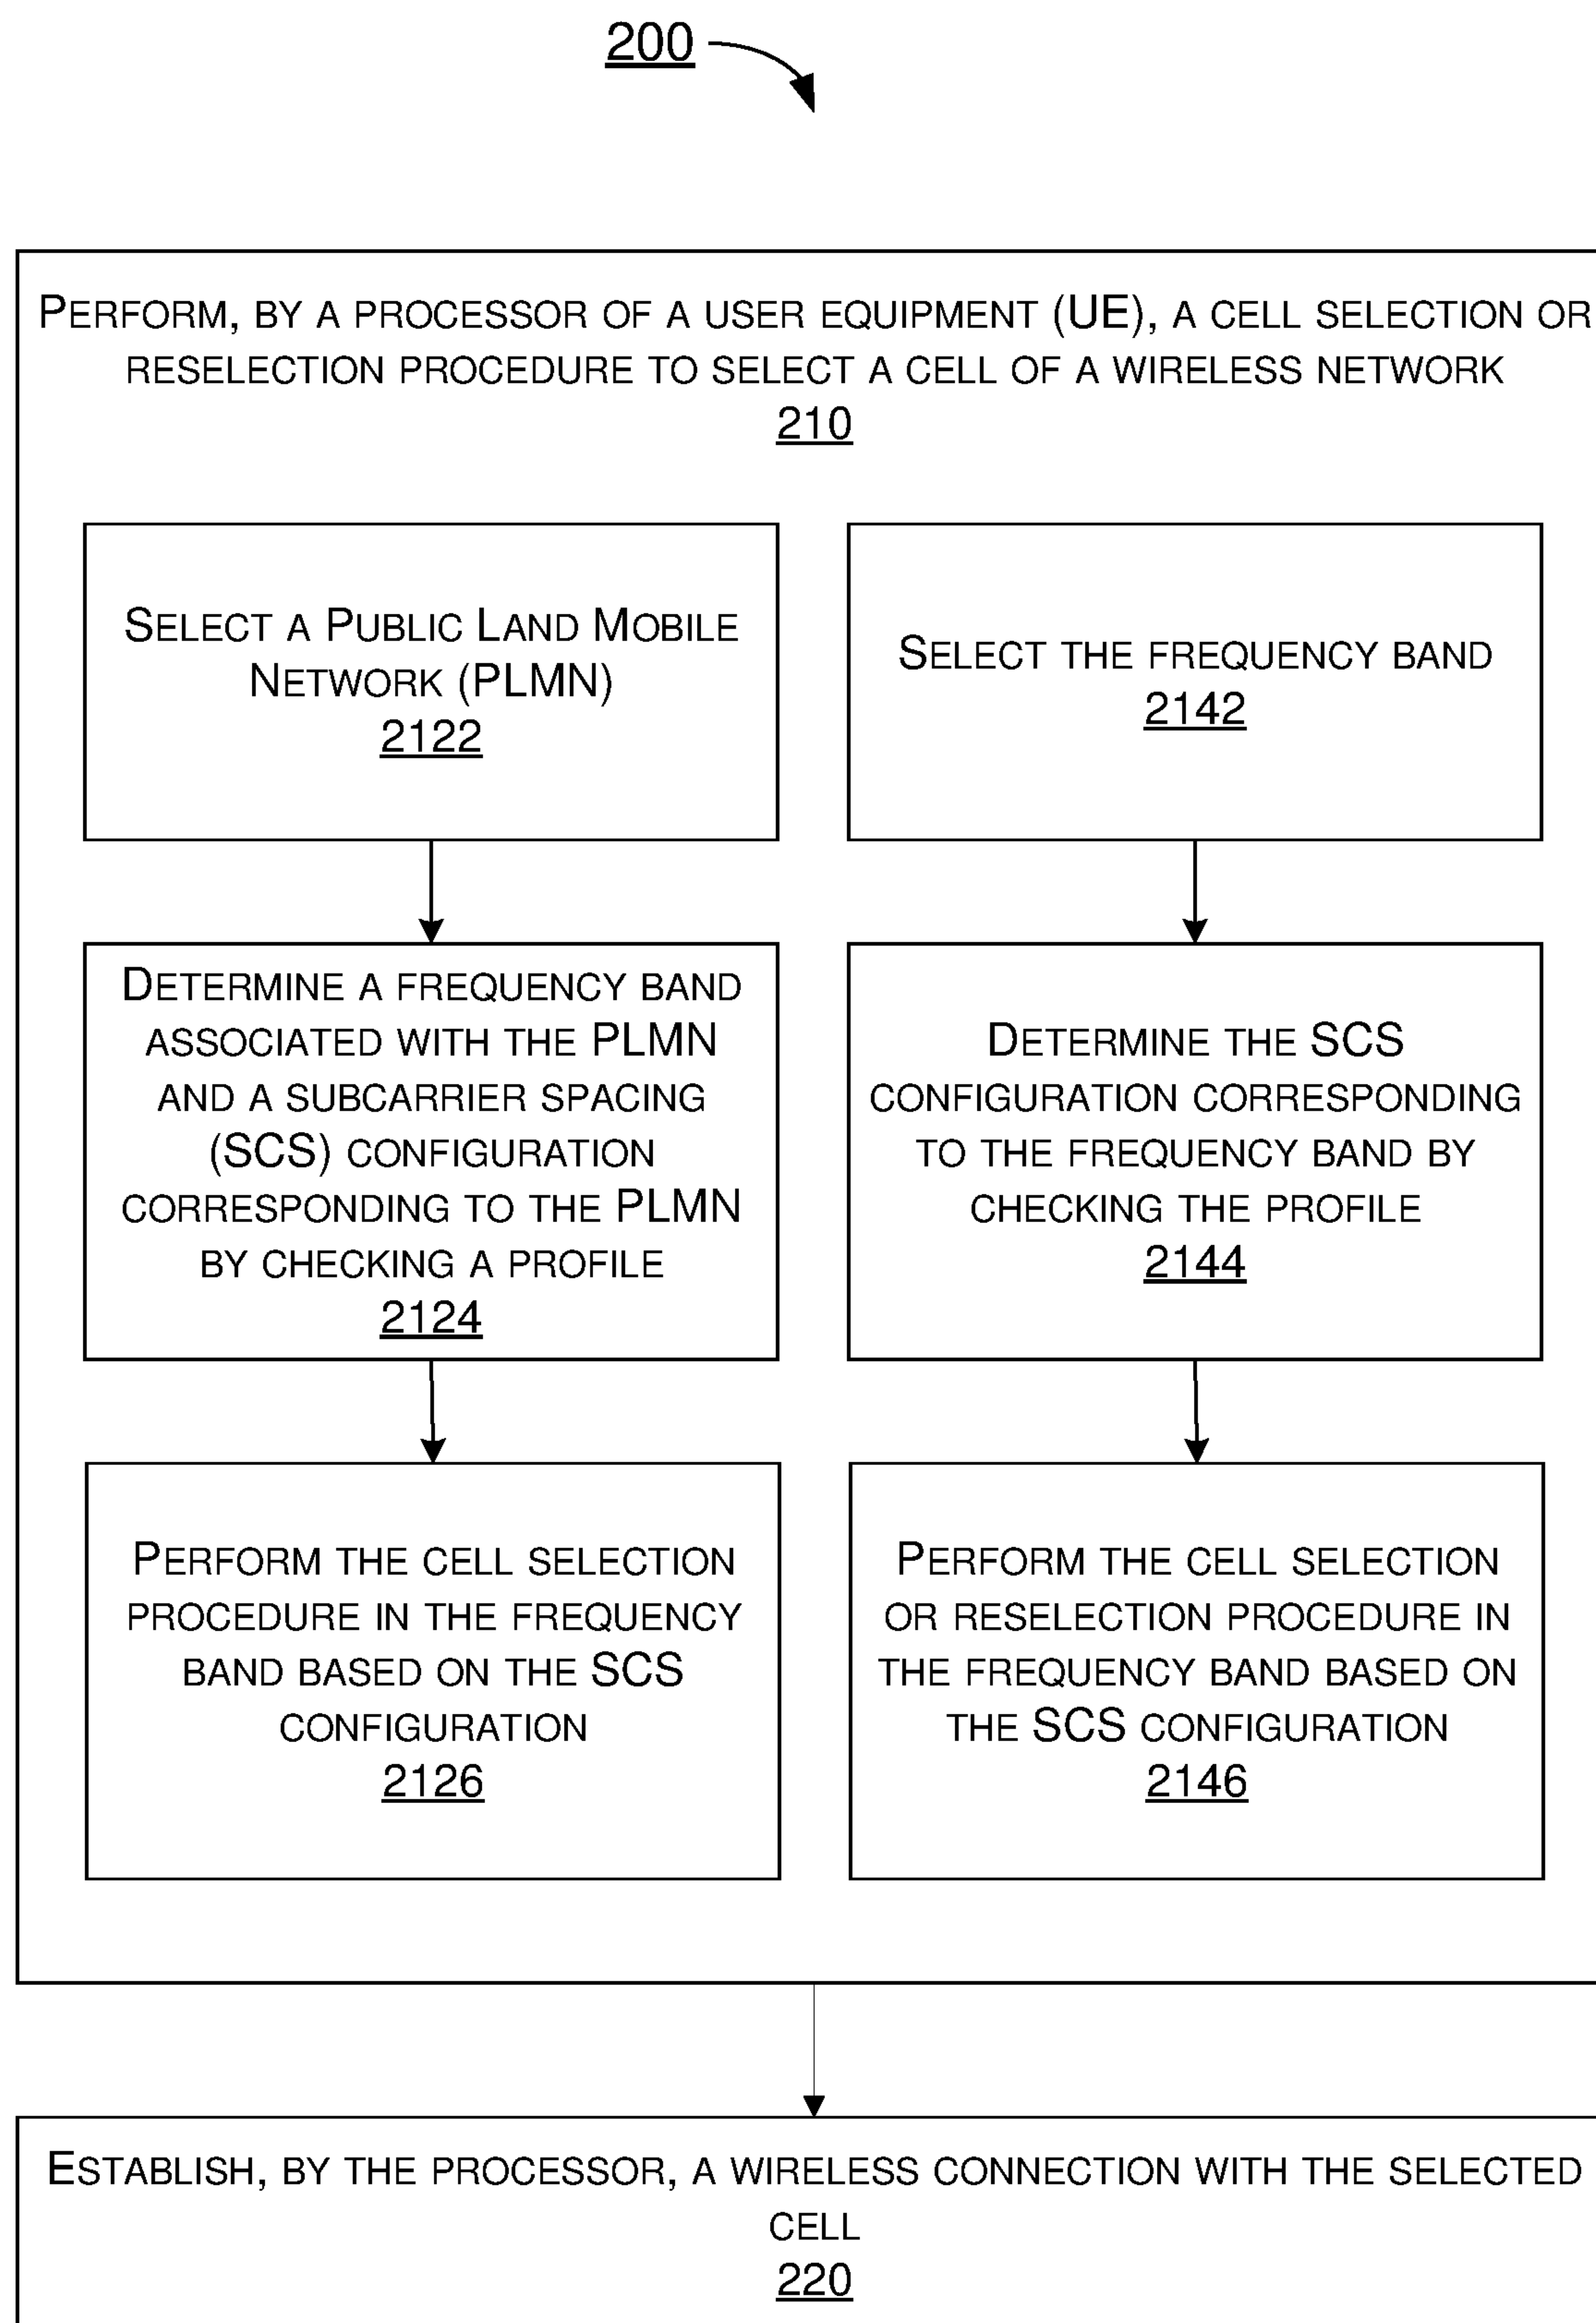 200
PERFORM, BY A PROCESSOR OF A USER EQUIPMENT (UE), A CELL SELECTION OR
RESELECTION PROCEDURE TO SELECT A CELL OF A WIRELESS NETWORK
210
SELECT A PUBLIC LAND MOBILE
NETWORK (PLMN)
2122
DETERMINE A FREQUENCY BAND
ASSOCIATED WITH THE PLMN
AND A SUBCARRIER SPACING
(SCS) CONFIGURATION
CORRESPONDING TO THE PLMN
BY CHECKING A PROFILE
2124
PERFORM THE CELL SELECTION
PROCEDURE IN THE FREQUENCY
BAND BASED ON THE SCS
CONFIGURATION
2126
SELECT THE FREQUENCY BAND
2142
DETERMINE THE SCS
CONFIGURATION CORRESPONDING
TO THE FREQUENCY BAND BY
CHECKING THE PROFILE
2144
PERFORM THE CELL SELECTION
OR RESELECTION PROCEDURE IN
THE FREQUENCY BAND BASED ON
THE SCS CONFIGURATION
2146
ESTABLISH, BY THE PROCESSOR, A WIRELESS CONNECTION WITH THE SELECTED
CELL
220